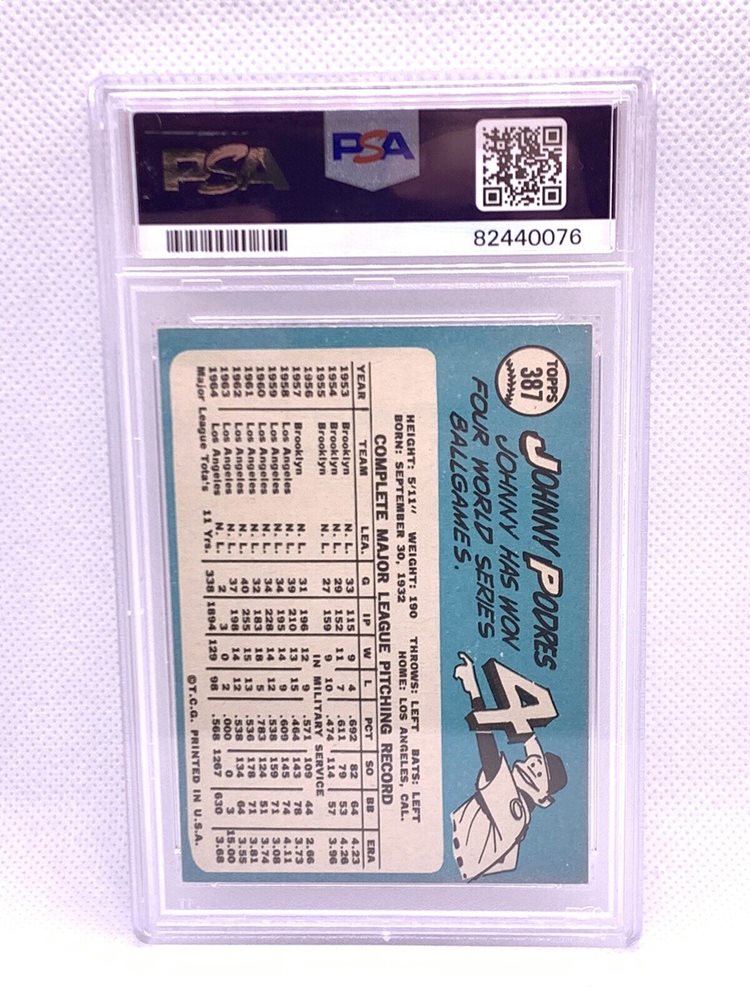 PSA
PSA
82440076
TOPPS
387
JOHNNY PODRES
JOHNNY HAS WON
FOUR WORLD SERIES
BALLGAMES.
4
HEIGHT: 5'11" WEIGHT: 190 THROWS: LEFT BATS: LEFT
BORN: SEPTEMBER 30, 1932 HOME: LOS ANGELES, CAL.
COMPLETE MAJOR LEAGUE PITCHING RECORD
YEAR TEAM LEA. G IP W L PCT SO BB ERA
1953 Brooklyn N. L. 33 115 9 4 .692 82 64 4.23
1954 Brooklyn N. L. 29 152 11 7 .611 79 53 4.26
1955 Brooklyn N. L. 27 159 9 10 .474 114 57 3.96
1956 IN MILITARY SERVICE
1957 Brooklyn N. L. 31 196 12 9 .571 109 44 2.66
1958 Los Angeles N. L. 39 210 13 15 .464 143 78 3.73
1959 Los Angeles N. L. 34 195 14 9 .609 145 74 4.11
1960 Los Angeles N. L. 34 228 14 12 .538 159 71 3.08
1961 Los Angeles N. L. 32 183 18 5 .783 124 51 3.74
1962 Los Angeles N. L. 40 255 15 13 .536 178 71 3.81
1963 Los Angeles N. L. 37 198 14 12 .538 134 64 3.55
1964 Los Angeles N. L. 2 3 0 2 .000 0 3 15.00
Major League Totals 11 Yrs. 338 1894 129 98 .568 1267 630 3.68
©T.C.G. PRINTED IN U.S.A.